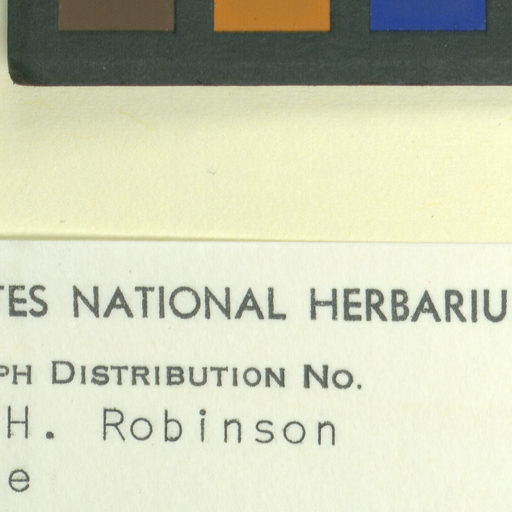 TES NATIONAL HERBARIU
PH DISTRIBUTION No.
H. Robinson
e